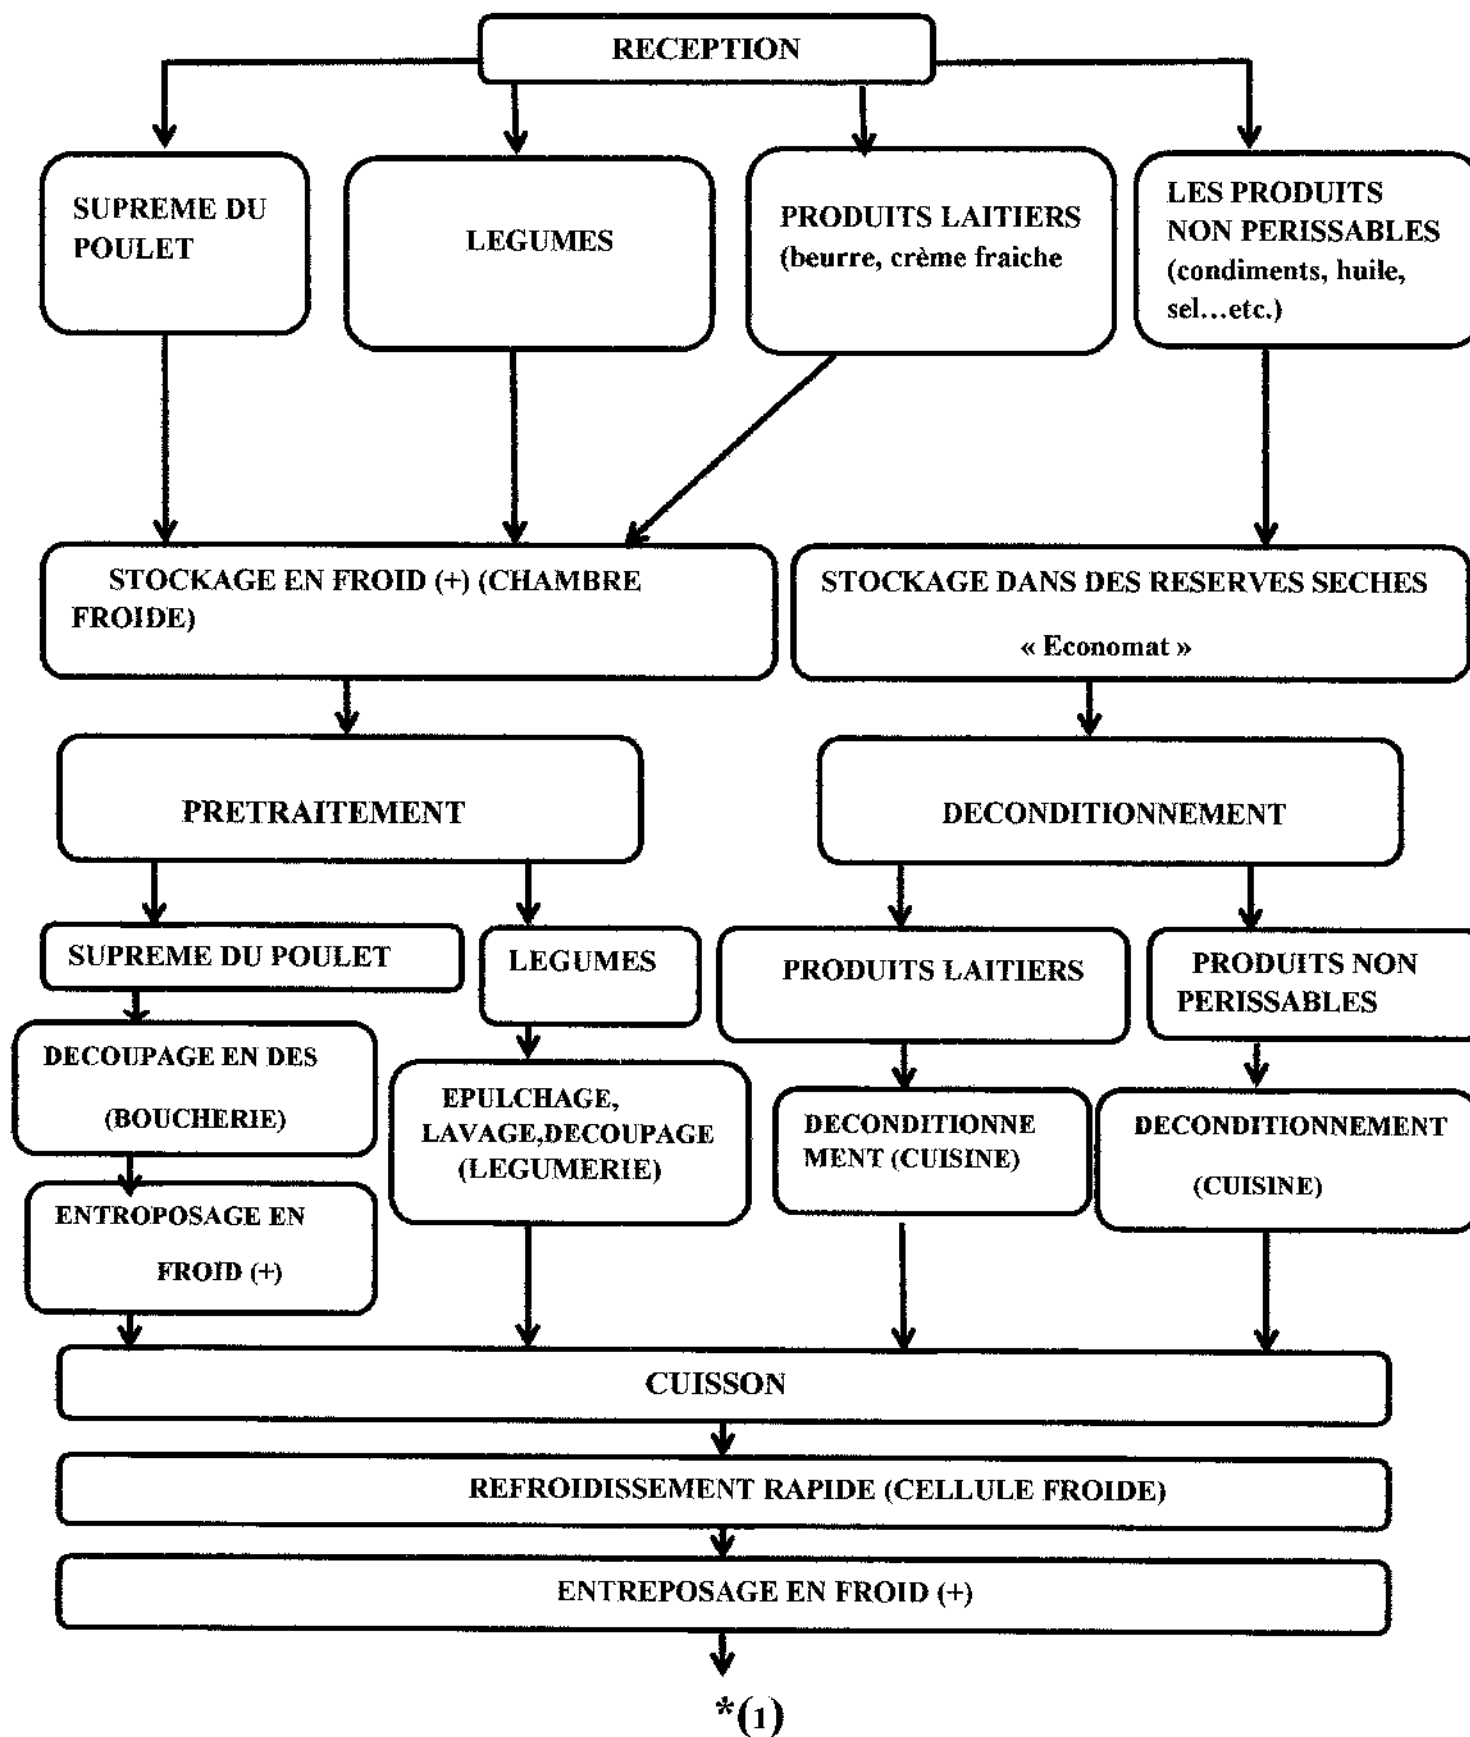 RECEPTION
SUPREME DU
POULET
LEGUMES
PRODUITS LAITIERS
(beurre, crème fraiche
LES PRODUITS
NON PERISSABLES
(condiments, huile,
sel...etc.)
STOCKAGE EN FROID (+) (CHAMBRE
FROIDE)
STOCKAGE DANS DES RESERVES SECHES
« Economat »
PRETRAITEMENT
DECONDITIONNEMENT
SUPREME DU POULET
LEGUMES
PRODUITS LAITIERS
PRODUITS NON
PERISSABLES
DECOUPAGE EN DES
(BOUCHERIE)
EPULCHAGE,
LAVAGE,DECOUPAGE
(LEGUMERIE)
DECONDITIONNE
MENT (CUISINE)
DECONDITIONNEMENT
(CUISINE)
ENTROPOSAGE EN
FROID (+)
CUISSON
REFROIDISSEMENT RAPIDE (CELLULE FROIDE)
ENTREPOSAGE EN FROID (+)
*(1)